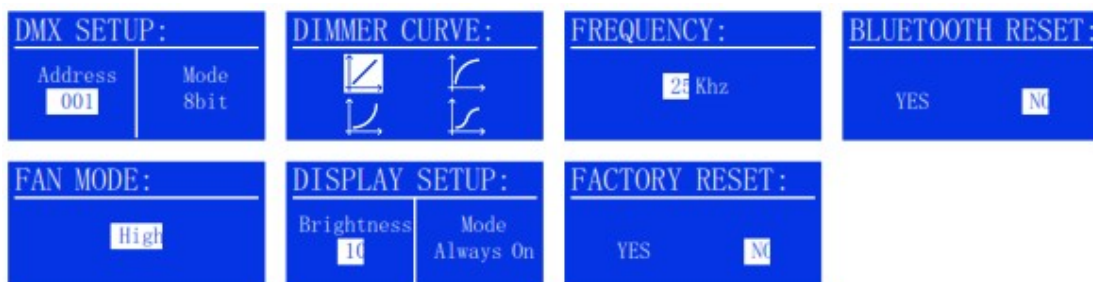 DMX SETUP:
Address
001
Mode
8bit
DIMMER CURVE:
FREQUENCY:
25 Khz
BLUETOOTH RESET:
YES
NO
FAN MODE:
High
DISPLAY SETUP:
Brightness
10
Mode
Always On
FACTORY RESET:
YES
NO